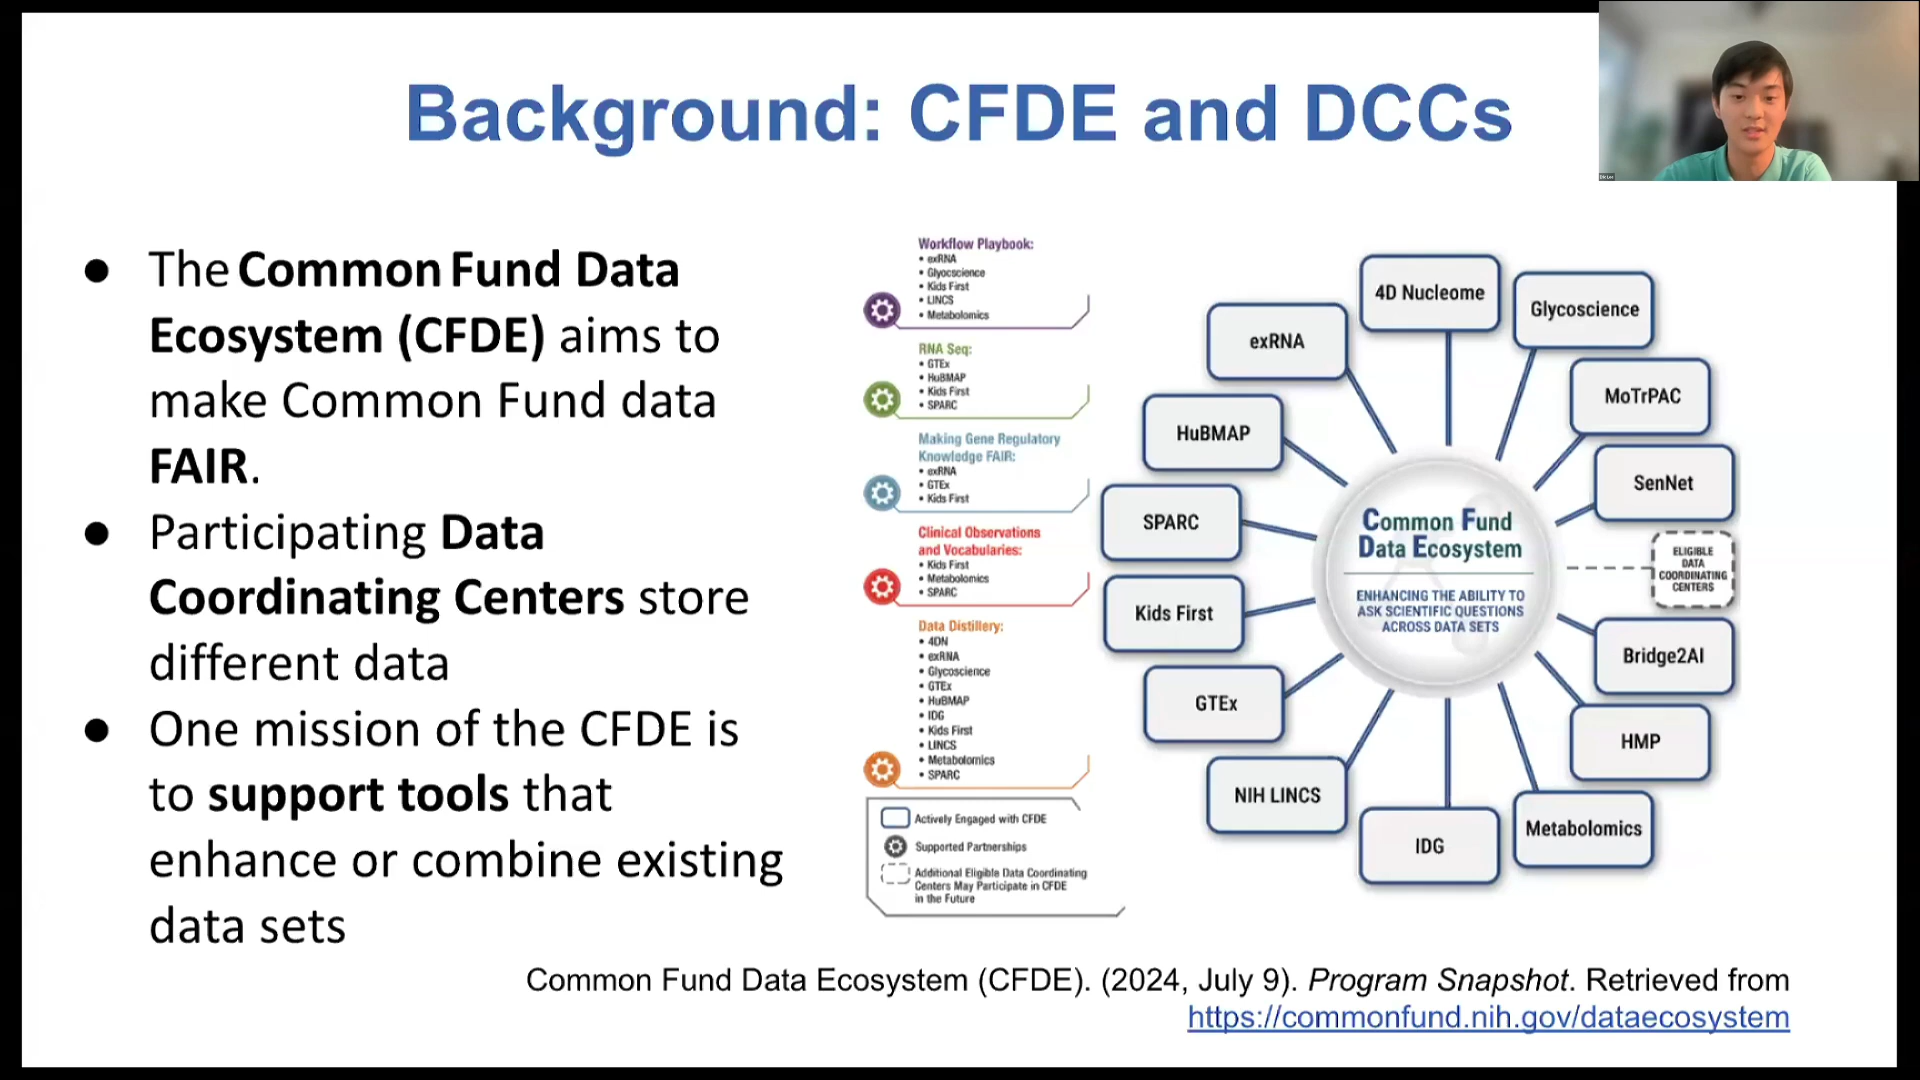 Background: CFDE and DCCs
● The Common Fund Data
Ecosystem (CFDE) aims to
make Common Fund data
FAIR.
● Participating Data
Coordinating Centers store
different data
● One mission of the CFDE is
to support tools that
enhance or combine existing
data sets
Workflow Playbook:
• exRNA
• Glyocscience
• Kids First
• LINCS
• Metabolomics
RNA Seq:
• GTEx
• HuBMAP
• Kids First
• SPARC
Making Gene Regulatory
Knowledge FAIR:
• exRNA
• GTEx
• Kids First
Clinical Observations
and Vocabularies:
• Kids First
• Metabolomics
• SPARC
Data Distillery:
• 4DN
• exRNA
• Glycoscience
• GTEx
• HuBMAP
• IDG
• Kids First
• LINCS
• Metabolomics
• SPARC
Actively Engaged with CFDE
Supported Partnerships
Additional Eligible Data Coordinating
Centers May Participate in CFDE
in the Future
4D Nucleome
Glycoscience
exRNA
MoTrPAC
HuBMAP
SenNet
SPARC
Common Fund
Data Ecosystem
ENHANCING THE ABILITY TO
ASK SCIENTIFIC QUESTIONS
ACROSS DATA SETS
ELIGIBLE
DATA
COORDINATING
CENTERS
Kids First
Bridge2AI
GTEx
HMP
NIH LINCS
Metabolomics
IDG
Common Fund Data Ecosystem (CFDE). (2024, July 9). Program Snapshot. Retrieved from
https://commonfund.nih.gov/dataecosystem